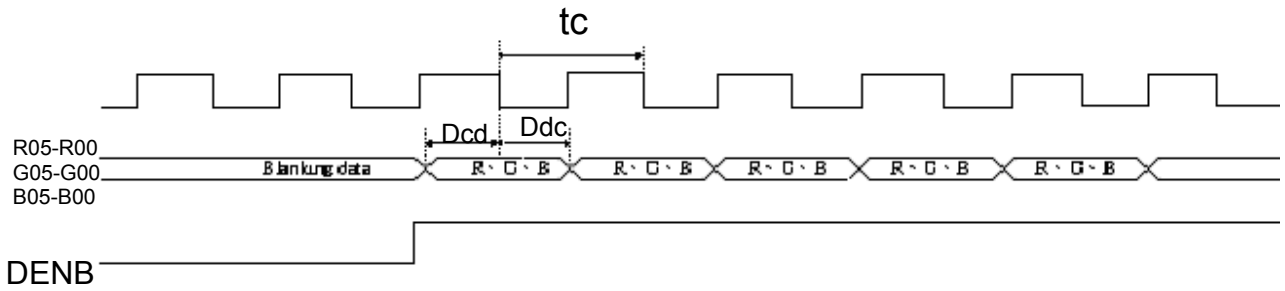 tc
Dcd
Ddc
R05-R00
G05-G00
B05-B00
Blankung data
R、G、B
R、G、B
R、G、B
R、G、B
R、G、B
DENB